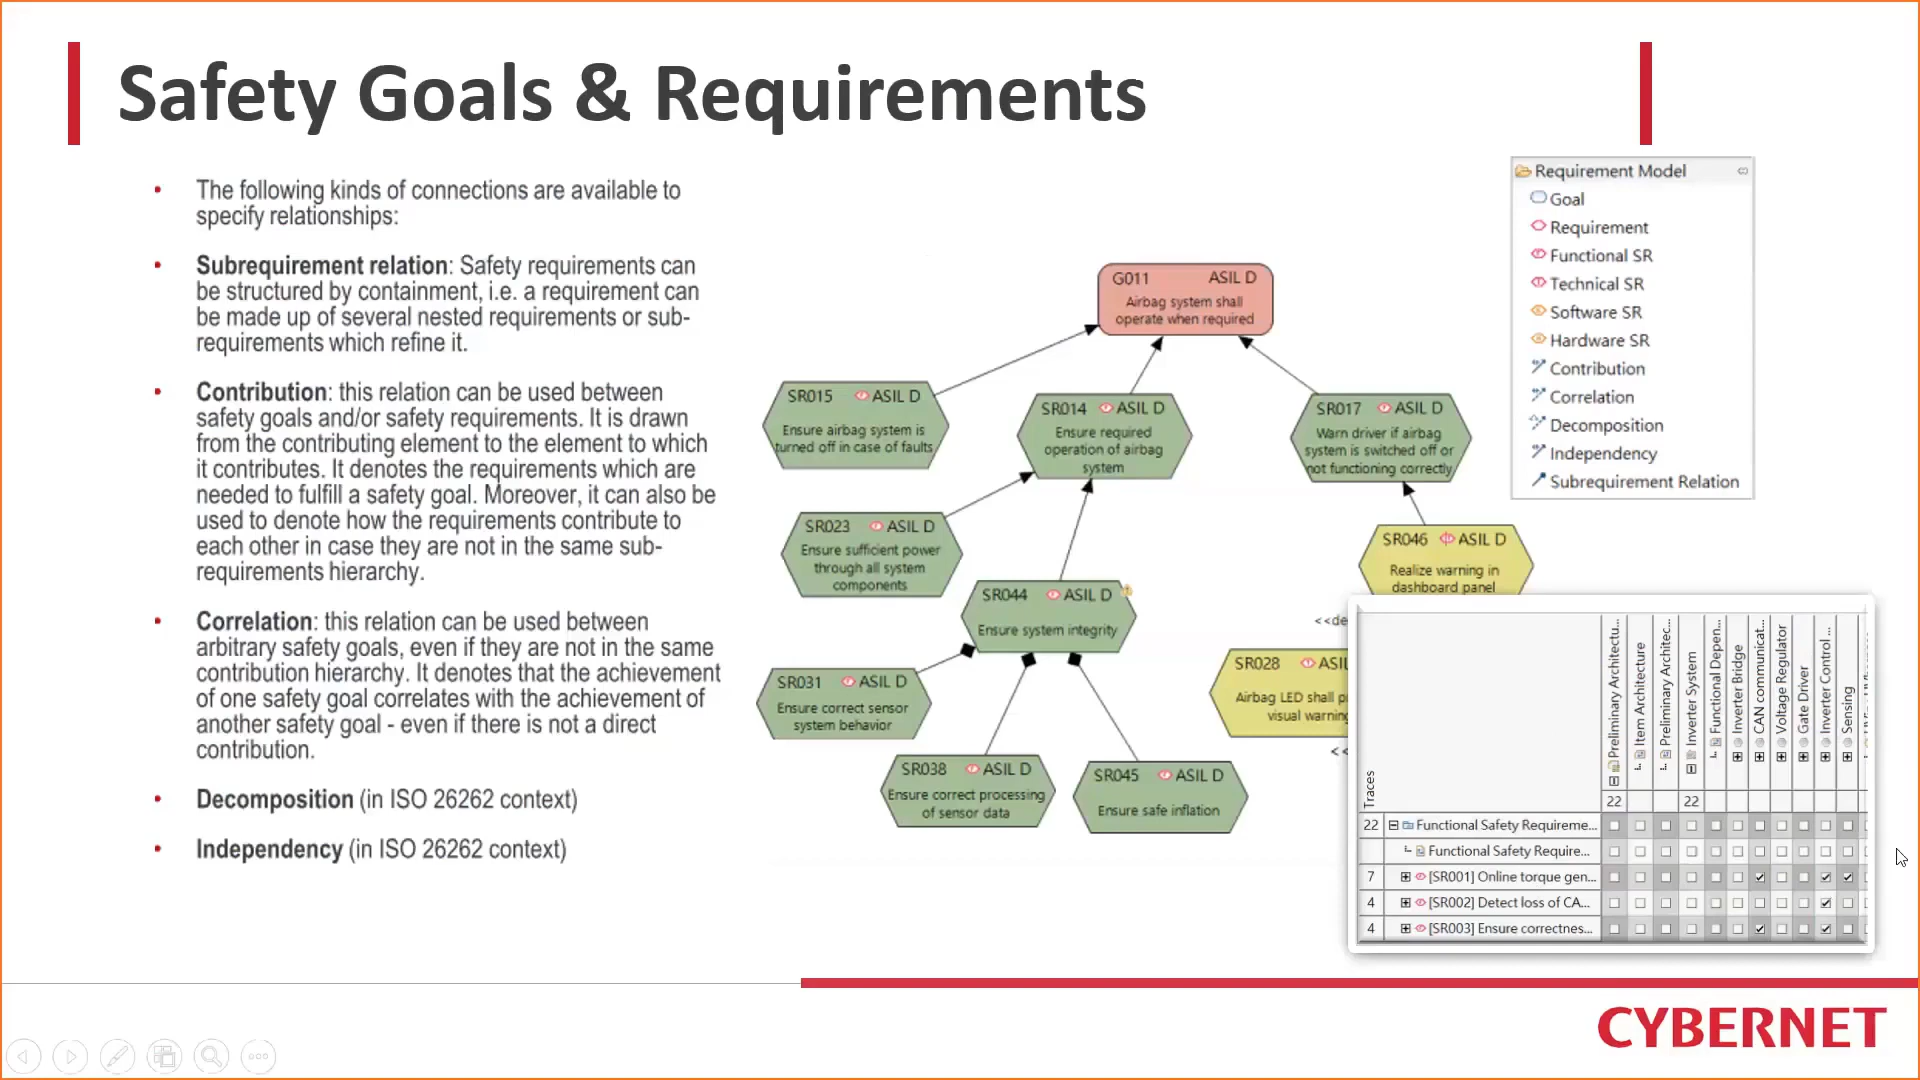 Safety Goals & Requirements
• The following kinds of connections are available to
specify relationships:
• Subrequirement relation: Safety requirements can
be structured by containment, i.e. a requirement can
be made up of several nested requirements or sub-
requirements which refine it.
• Contribution: this relation can be used between
safety goals and/or safety requirements. It is drawn
from the contributing element to the element to which
it contributes. It denotes the requirements which are
needed to fulfill a safety goal. Moreover, it can also be
used to denote how the requirements contribute to
each other in case they are not in the same sub-
requirements hierarchy.
• Correlation: this relation can be used between
arbitrary safety goals, even if they are not in the same
contribution hierarchy. It denotes that the achievement
of one safety goal correlates with the achievement of
another safety goal - even if there is not a direct
contribution.
• Decomposition (in ISO 26262 context)
• Independency (in ISO 26262 context)
G011 ASIL D
Airbag system shall
operate when required
SR015 ASIL D
Ensure airbag system is
turned off in case of faults
SR014 ASIL D
Ensure required
operation of airbag
system
SR017 ASIL D
Warn driver if airbag
system is switched off or
not functioning correctly
SR023 ASIL D
Ensure sufficient power
through all system
components
SR046 ASIL D
Realize warning in
dashboard panel
SR044 ASIL D
Ensure system integrity
<<de
SR031 ASIL D
Ensure correct sensor
system behavior
SR028 ASIL
Airbag LED shall p
visual warning
<<
SR038 ASIL D
Ensure correct processing
of sensor data
SR045 ASIL D
Ensure safe inflation
Requirement Model
Goal
Requirement
Functional SR
Technical SR
Software SR
Hardware SR
Contribution
Correlation
Decomposition
Independency
Subrequirement Relation
Traces
Preliminary Architectu...
Item Architecture
Preliminary Architec...
Inverter System
Functional Depen...
Inverter Bridge
CAN communicat...
Voltage Regulator
Gate Driver
Inverter Control ...
Sensing
22 22
22 Functional Safety Requireme...
Functional Safety Require...
7 [SR001] Online torque gen...
4 [SR002] Detect loss of CA...
4 [SR003] Ensure correctnes...
CYBERNET